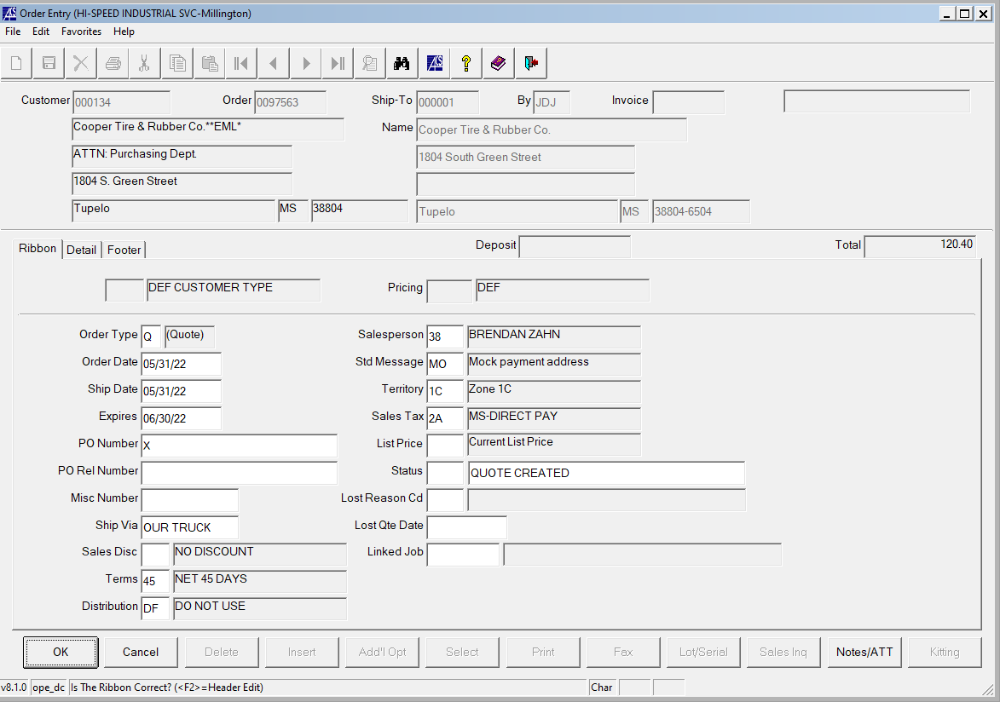 Order Entry (HI-SPEED INDUSTRIAL SVC-Millington)
File Edit Favorites Help
Customer 000134 Order 0097563 Ship-To 000001 By JDJ Invoice
Cooper Tire & Rubber Co.**EML* Name Cooper Tire & Rubber Co.
ATTN: Purchasing Dept. 1804 South Green Street
1804 S. Green Street
Tupelo MS 38804 Tupelo MS 38804-6504
Ribbon Detail Footer Deposit Total 120.40
DEF CUSTOMER TYPE Pricing DEF
Order Type Q (Quote) Salesperson 38 BRENDAN ZAHN
Order Date 05/31/22 Std Message MO Mock payment address
Ship Date 05/31/22 Territory 1C Zone 1C
Expires 06/30/22 Sales Tax 2A MS-DIRECT PAY
PO Number X List Price Current List Price
PO Rel Number Status QUOTE CREATED
Misc Number Lost Reason Cd
Ship Via OUR TRUCK Lost Qte Date
Sales Disc NO DISCOUNT Linked Job
Terms 45 NET 45 DAYS
Distribution DF DO NOT USE
OK Cancel Delete Insert Add'l Opt Select Print Fax Lot/Serial Sales Inq Notes/ATT Kitting
v8.1.0 ope_dc Is The Ribbon Correct? (<F2>=Header Edit) Char